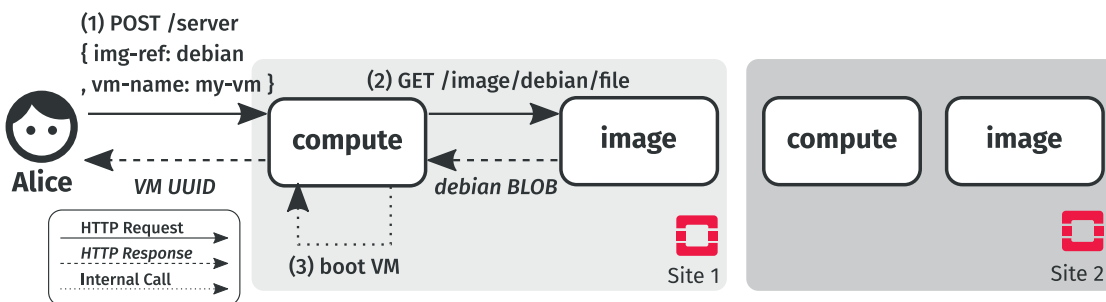 (1) POST /server
{ img-ref: debian
, vm-name: my-vm }
(2) GET /image/debian/file
compute
image
compute
image
Alice
VM UUID
debian BLOB
HTTP Request
HTTP Response
Internal Call
(3) boot VM
Site 1
Site 2